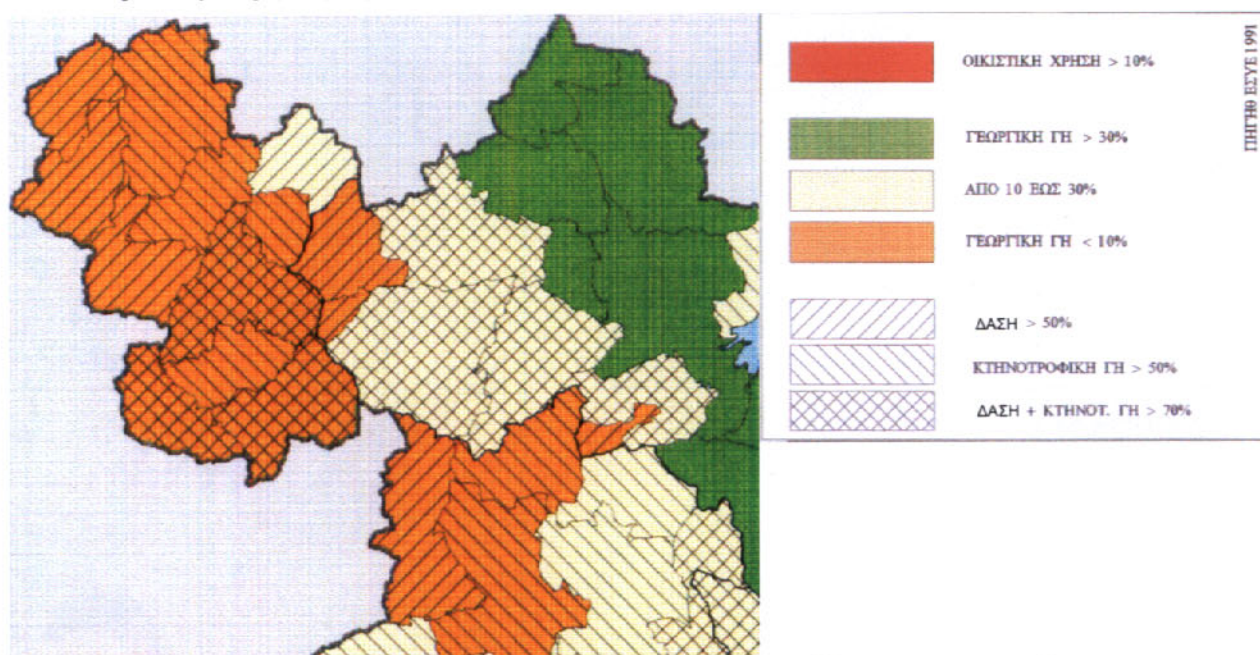 ΟΙΚΙΣΤΙΚΗ ΧΡΗΣΗ > 10%
ΓΕΩΡΓΙΚΗ ΓΗ > 30%
ΑΠΟ 10 ΕΩΣ 30%
ΓΕΩΡΓΙΚΗ ΓΗ < 10%
ΔΑΣΗ > 50%
ΚΤΗΝΟΤΡΟΦΙΚΗ ΓΗ > 50%
ΔΑΣΗ + ΚΤΗΝΟΤ. ΓΗ > 70%
ΕΣΥΕ 1991